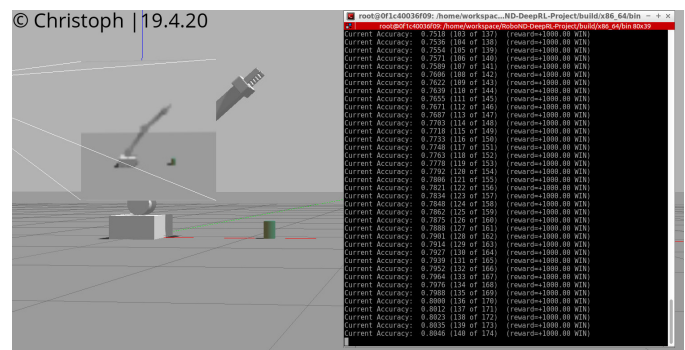 © Christoph |19.4.20
root@0f1c40036f09: /home/workspac...ND-DeepRL-Project/build/x86_64/bin
root@0f1c40036f09: /home/workspace/RoboND-DeepRL-Project/build/x86_64/bin 80x39
Current Accuracy: 0.7518 (103 of 137) (reward=+1000.00 WIN)
Current Accuracy: 0.7536 (104 of 138) (reward=+1000.00 WIN)
Current Accuracy: 0.7554 (105 of 139) (reward=+1000.00 WIN)
Current Accuracy: 0.7571 (106 of 140) (reward=+1000.00 WIN)
Current Accuracy: 0.7589 (107 of 141) (reward=+1000.00 WIN)
Current Accuracy: 0.7606 (108 of 142) (reward=+1000.00 WIN)
Current Accuracy: 0.7622 (109 of 143) (reward=+1000.00 WIN)
Current Accuracy: 0.7639 (110 of 144) (reward=+1000.00 WIN)
Current Accuracy: 0.7655 (111 of 145) (reward=+1000.00 WIN)
Current Accuracy: 0.7671 (112 of 146) (reward=+1000.00 WIN)
Current Accuracy: 0.7687 (113 of 147) (reward=+1000.00 WIN)
Current Accuracy: 0.7703 (114 of 148) (reward=+1000.00 WIN)
Current Accuracy: 0.7718 (115 of 149) (reward=+1000.00 WIN)
Current Accuracy: 0.7733 (116 of 150) (reward=+1000.00 WIN)
Current Accuracy: 0.7748 (117 of 151) (reward=+1000.00 WIN)
Current Accuracy: 0.7763 (118 of 152) (reward=+1000.00 WIN)
Current Accuracy: 0.7778 (119 of 153) (reward=+1000.00 WIN)
Current Accuracy: 0.7792 (120 of 154) (reward=+1000.00 WIN)
Current Accuracy: 0.7806 (121 of 155) (reward=+1000.00 WIN)
Current Accuracy: 0.7821 (122 of 156) (reward=+1000.00 WIN)
Current Accuracy: 0.7834 (123 of 157) (reward=+1000.00 WIN)
Current Accuracy: 0.7848 (124 of 158) (reward=+1000.00 WIN)
Current Accuracy: 0.7862 (125 of 159) (reward=+1000.00 WIN)
Current Accuracy: 0.7875 (126 of 160) (reward=+1000.00 WIN)
Current Accuracy: 0.7888 (127 of 161) (reward=+1000.00 WIN)
Current Accuracy: 0.7901 (128 of 162) (reward=+1000.00 WIN)
Current Accuracy: 0.7914 (129 of 163) (reward=+1000.00 WIN)
Current Accuracy: 0.7927 (130 of 164) (reward=+1000.00 WIN)
Current Accuracy: 0.7939 (131 of 165) (reward=+1000.00 WIN)
Current Accuracy: 0.7952 (132 of 166) (reward=+1000.00 WIN)
Current Accuracy: 0.7964 (133 of 167) (reward=+1000.00 WIN)
Current Accuracy: 0.7976 (134 of 168) (reward=+1000.00 WIN)
Current Accuracy: 0.7988 (135 of 169) (reward=+1000.00 WIN)
Current Accuracy: 0.8000 (136 of 170) (reward=+1000.00 WIN)
Current Accuracy: 0.8012 (137 of 171) (reward=+1000.00 WIN)
Current Accuracy: 0.8023 (138 of 172) (reward=+1000.00 WIN)
Current Accuracy: 0.8035 (139 of 173) (reward=+1000.00 WIN)
Current Accuracy: 0.8046 (140 of 174) (reward=+1000.00 WIN)